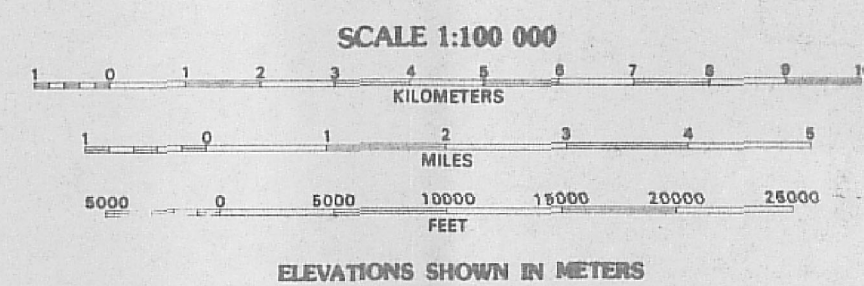 SCALE 1:100 000
1 0 1 2 3 4 5 6 7 8 9
KILOMETERS
1 0 1 2 3 4 5
MILES
5000 0 5000 10000 15000 20000 25000
FEET
ELEVATIONS SHOWN IN METERS